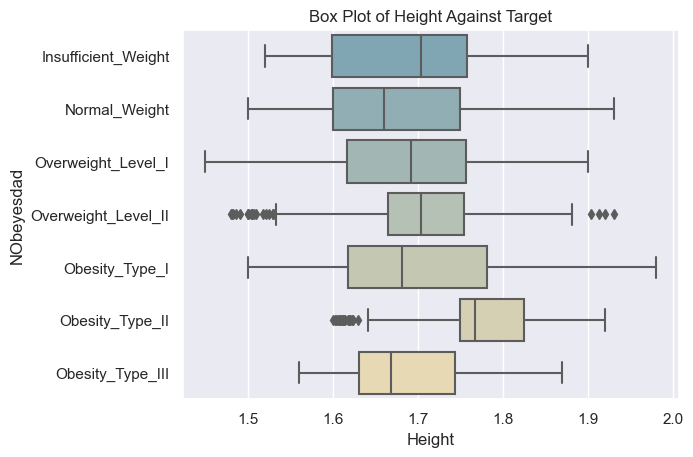 Box Plot of Height Against Target
Insufficient_Weight
Normal_Weight
Overweight_Level_I
Overweight_Level_II
Obesity_Type_I
Obesity_Type_II
Obesity_Type_III
NObeyesdad
1.5 1.6 1.7 1.8 1.9 2.0
Height